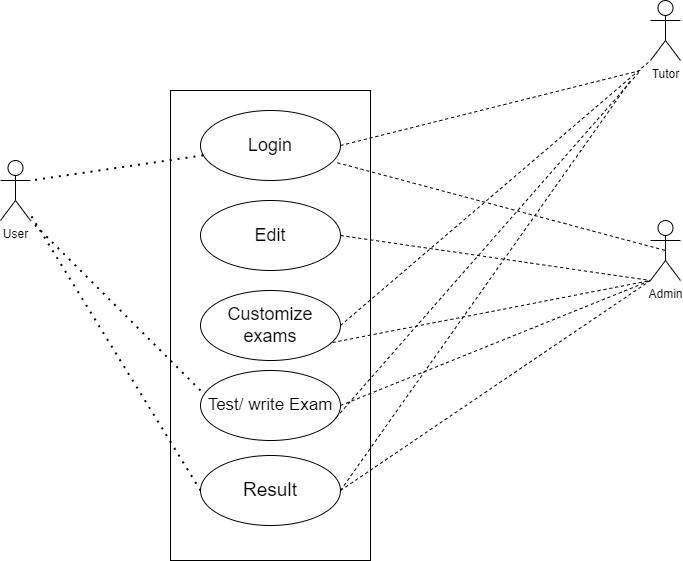 Tutor
Login
User
Edit
Admin
Customize
exams
Test/ write Exam
Result